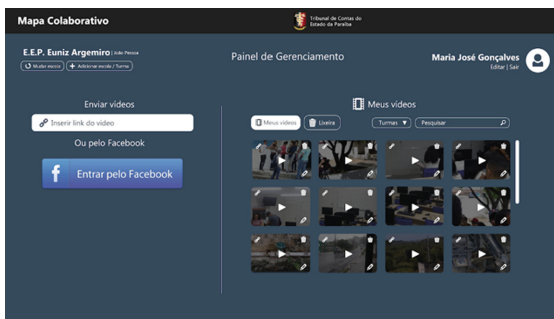 Mapa Colaborativo
Tribunal de Contas do
Estado da Paraíba
E.E.P. Euniz Argemiro | João Pessoa
Mudar escola
Adicionar escola / Turma
Painel de Gerenciamento
Maria José Gonçalves
Editar | Sair
Enviar vídeos
Inserir link do vídeo
Ou pelo Facebook
f Entrar pelo Facebook
Meus vídeos
Meus vídeos
Lixeira
Turmas ▼
Pesquisar